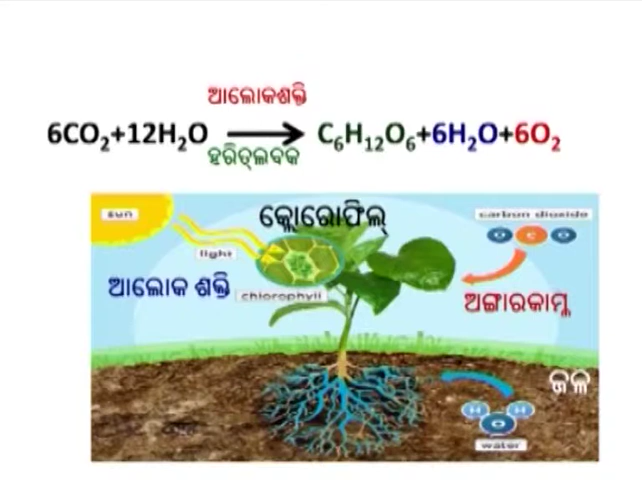 ଆଲୋକଶକ୍ତି
6CO₂+12H₂O ⟶ C₆H₁₂O₆+6H₂O+6O₂
ହରିତ୍‌ଲବକ
sun
କ୍ଲୋରୋଫିଲ୍
carbon dioxide
O C O
light
ଆଲୋକ ଶକ୍ତି
chlorophyll
ଅଙ୍ଗାରକାମ୍ଳ
ଜଳ
H H
O
water